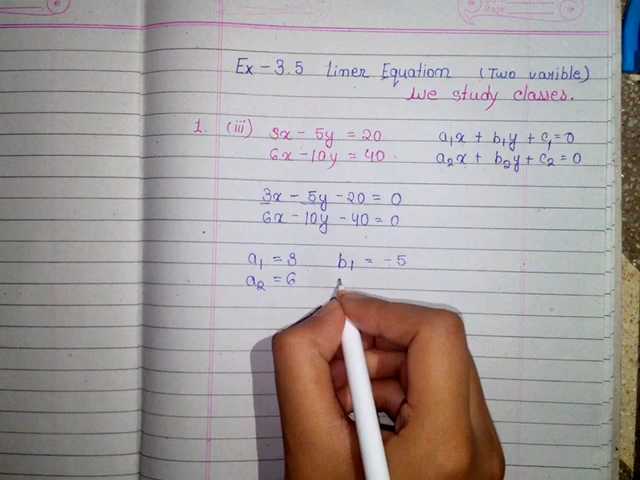 Ex - 3.5 Liner Equation (Two varible)
We study classes.
1. (iii) 3x - 5y = 20 a₁x + b₁y + c₁ = 0
6x - 10y = 40 a₂x + b₂y + c₂ = 0
3x - 5y - 20 = 0
6x - 10y - 40 = 0
a₁ = 3 b₁ = -5
a₂ = 6